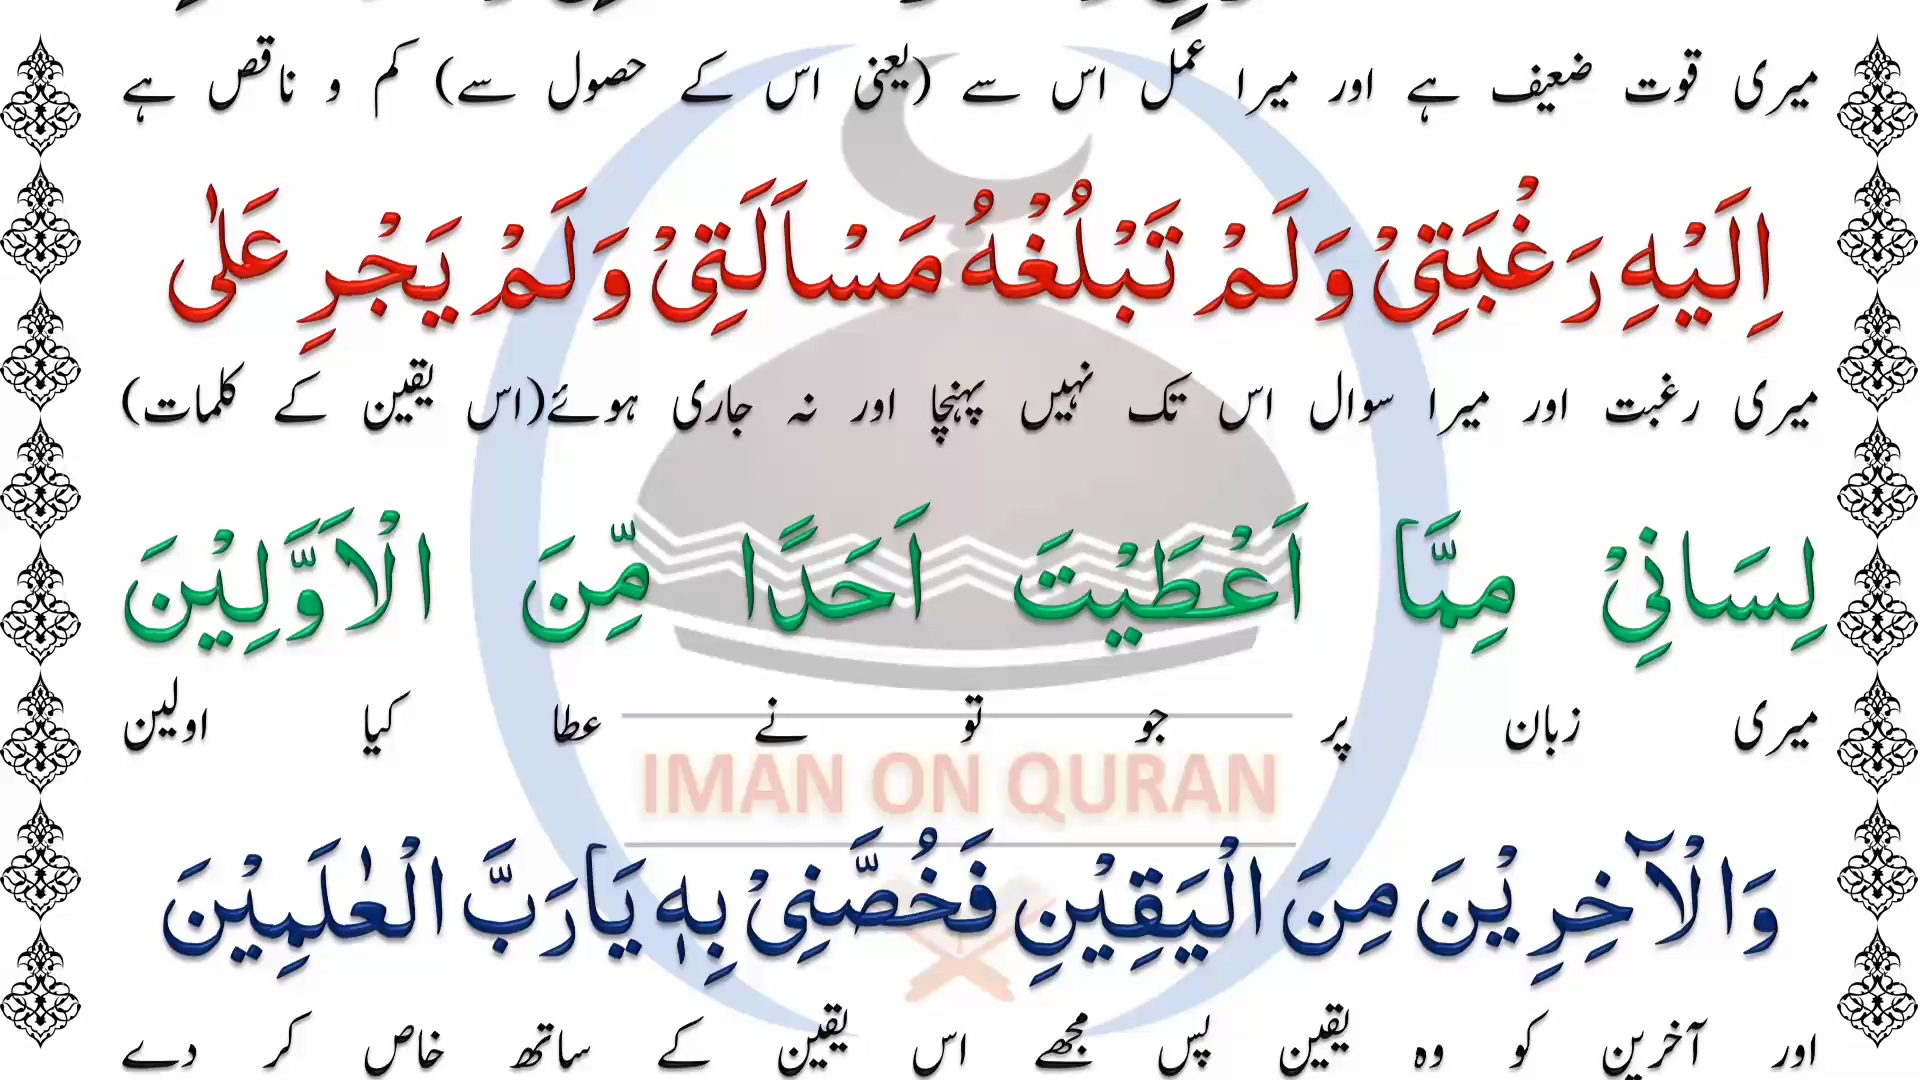 میری قوت ضعیف ہے اور میرا عمل اس سے (یعنی اس کے حصول سے) کم و ناقص ہے
اِلَیْهِ رَغْبَتِیْ وَلَمْ تَبْلُغْهُ مَسْاَلَتِیْ وَلَمْ یَجْرِ عَلٰی
میری رغبت اور میرا سوال اس تک نہیں پہنچا اور نہ جاری ہوئے(اس یقین کے کلمات)
لِسَانِیْ مِمَّا اَعْطَیْتَ اَحَدًا مِّنَ الْاَوَّلِیْنَ
میری زبان پر جو تو نے عطا کیا اولین
IMAN ON QURAN
وَالْآخِرِیْنَ مِنَ الْیَقِیْنِ فَخُصَّنِیْ بِهٖ یَارَبَّ الْعٰلَمِیْنَ
اور آخرین کو وہ یقین پس مجھے اس یقین کے ساتھ خاص کر دے